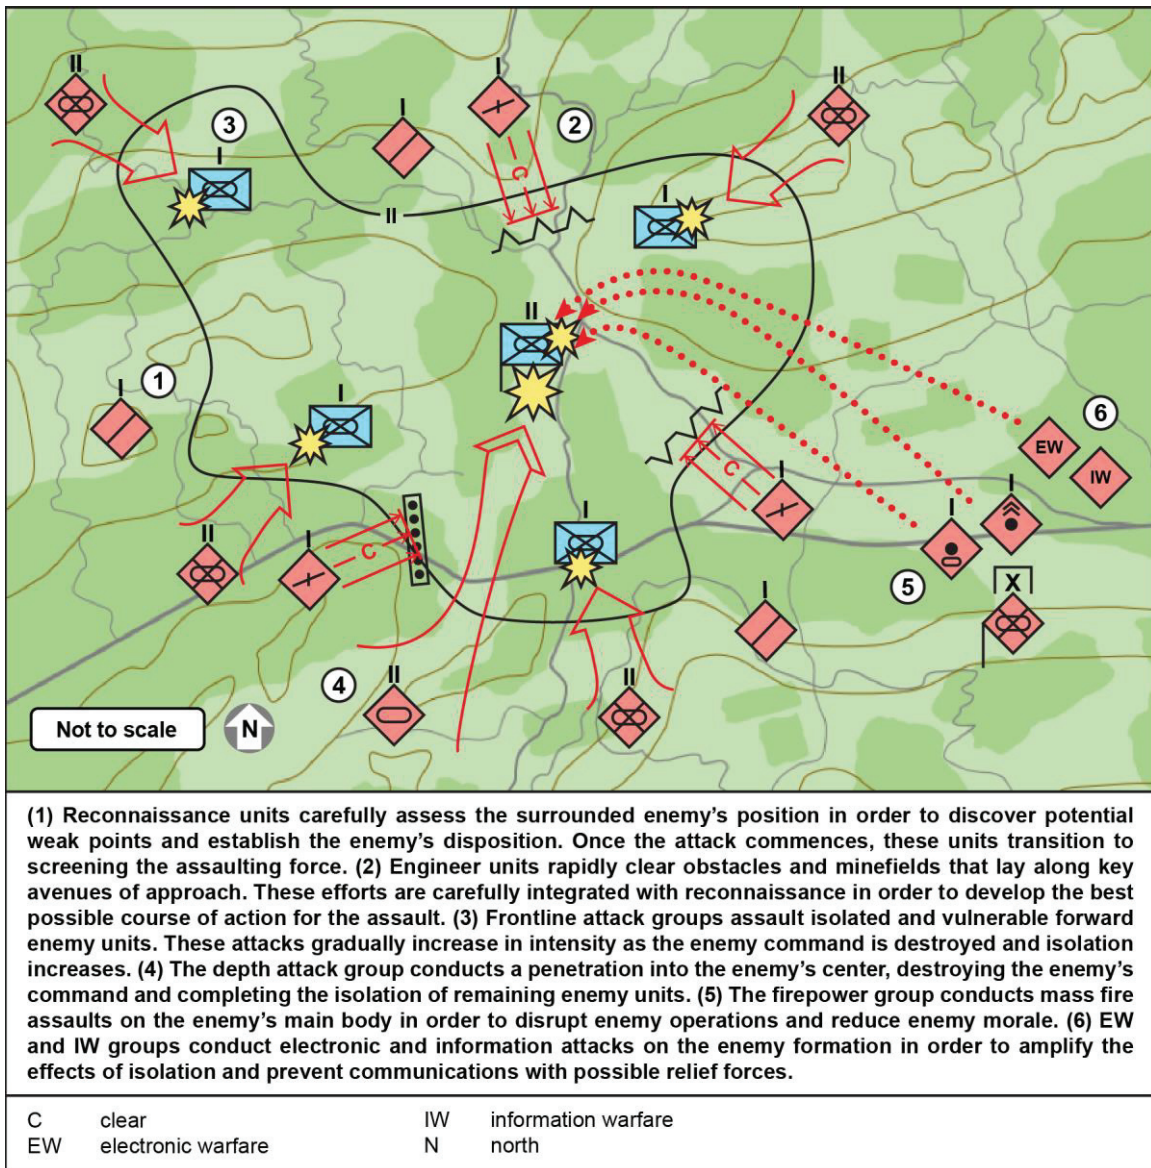 II
I
II
I
3
2
I
I
C
II
II
I
1
I
6
EW
IW
C
I
I
I
II
I
I
5
C
X
I
4
II
II
Not to scale
N
(1) Reconnaissance units carefully assess the surrounded enemy’s position in order to discover potential
weak points and establish the enemy’s disposition. Once the attack commences, these units transition to
screening the assaulting force. (2) Engineer units rapidly clear obstacles and minefields that lay along key
avenues of approach. These efforts are carefully integrated with reconnaissance in order to develop the best
possible course of action for the assault. (3) Frontline attack groups assault isolated and vulnerable forward
enemy units. These attacks gradually increase in intensity as the enemy command is destroyed and isolation
increases. (4) The depth attack group conducts a penetration into the enemy’s center, destroying the enemy’s
command and completing the isolation of remaining enemy units. (5) The firepower group conducts mass fire
assaults on the enemy’s main body in order to disrupt enemy operations and reduce enemy morale. (6) EW
and IW groups conduct electronic and information attacks on the enemy formation in order to amplify the
effects of isolation and prevent communications with possible relief forces.
C clear IW information warfare
EW electronic warfare N north